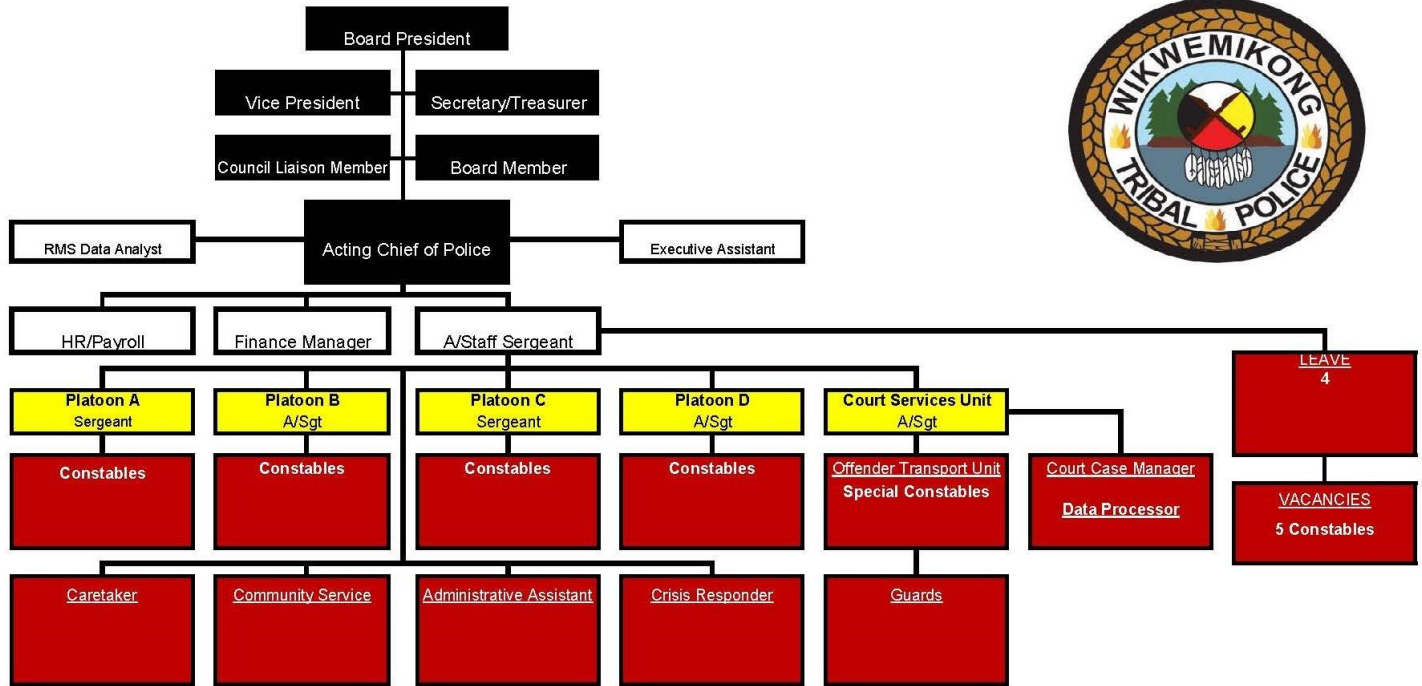 Board President
Vice President
Secretary/Treasurer
Council Liaison Member
Board Member
WIKWEMIKONG
TRIBAL POLICE
RMS Data Analyst
Acting Chief of Police
Executive Assistant
HR/Payroll
Finance Manager
A/Staff Sergeant
LEAVE
4
Platoon A
Sergeant
Platoon B
A/Sgt
Platoon C
Sergeant
Platoon D
A/Sgt
Court Services Unit
A/Sgt
Constables
Constables
Constables
Constables
Offender Transport Unit
Special Constables
Court Case Manager
Data Processor
VACANCIES
5 Constables
Caretaker
Community Service
Administrative Assistant
Crisis Responder
Guards